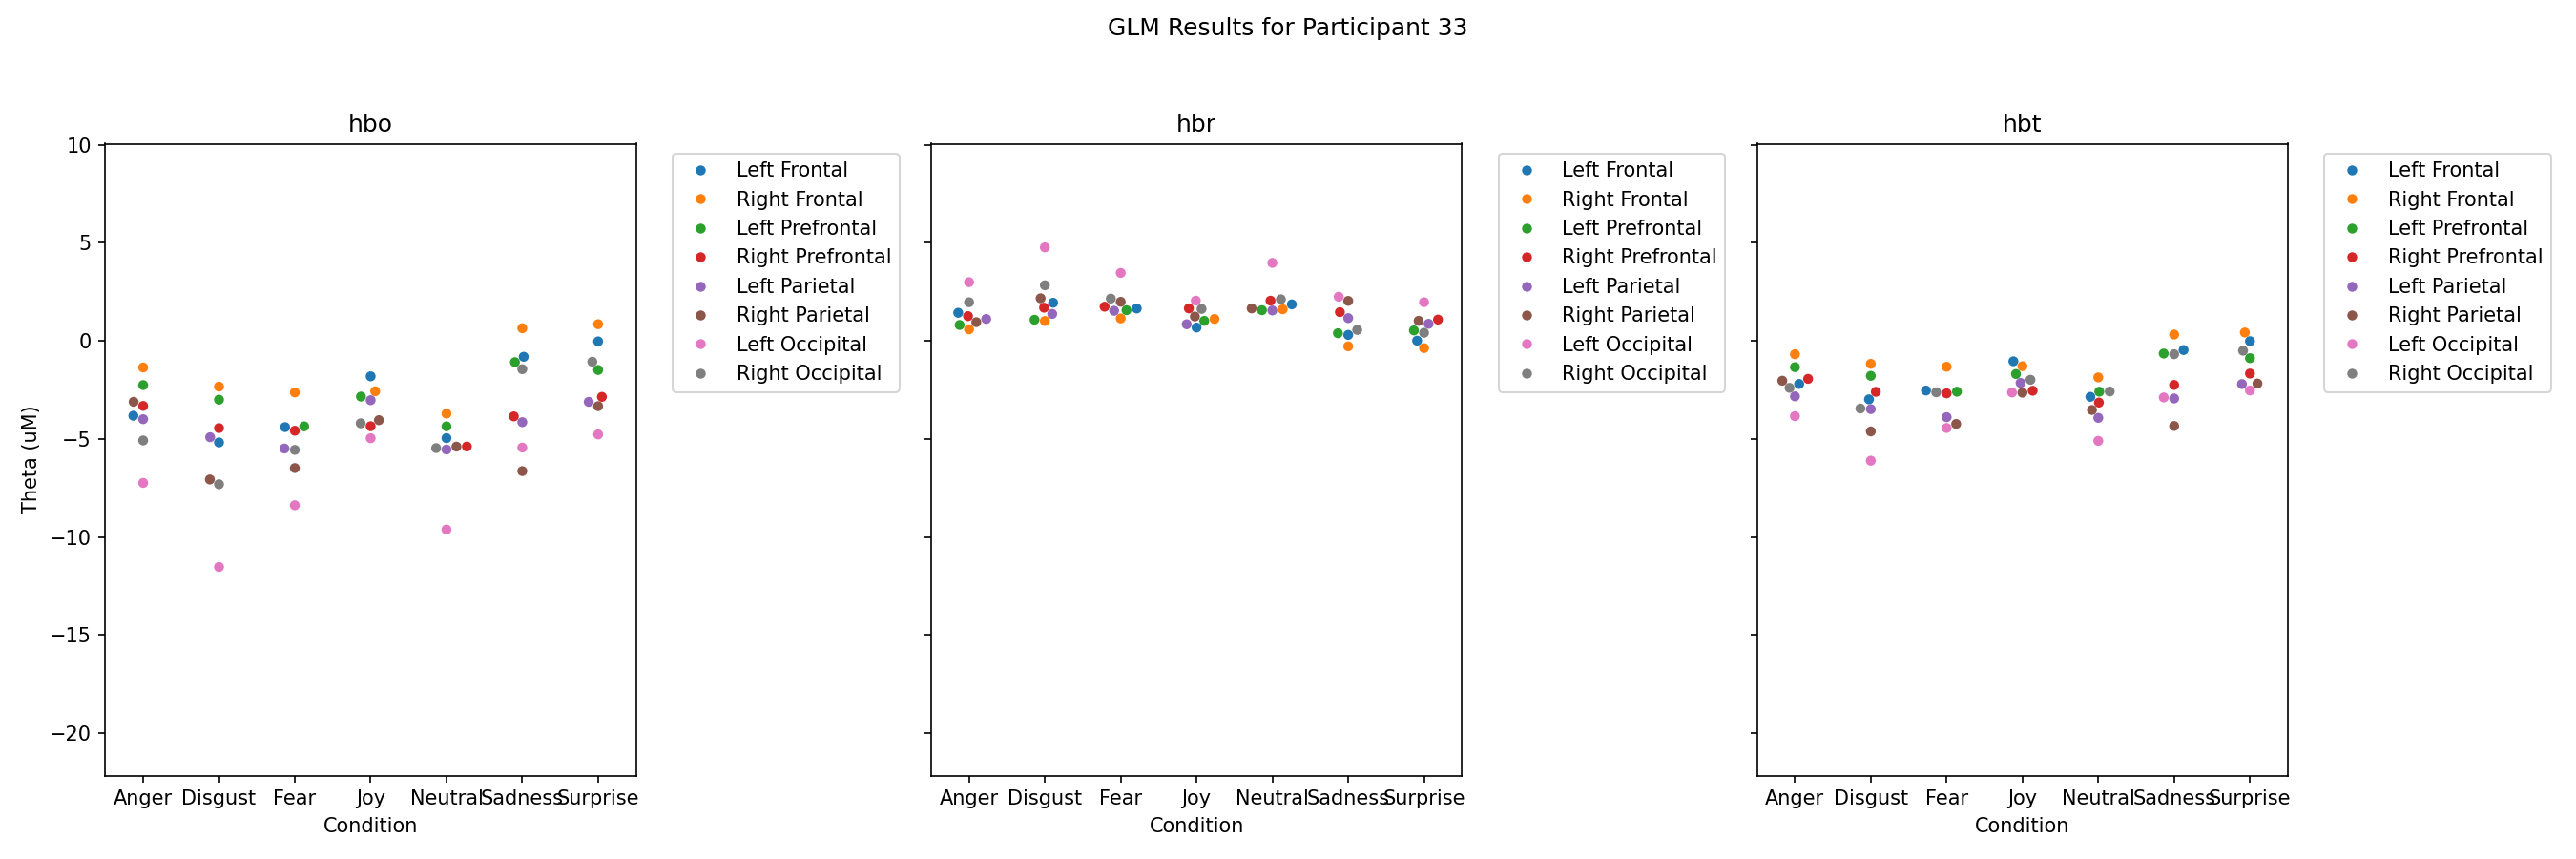 GLM Results for Participant 33
hbo
hbr
hbt
10
5
0
−5
−10
−15
−20
Theta (uM)
Anger Disgust Fear Joy Neutral Sadness Surprise
Condition
Left Frontal
Right Frontal
Left Prefrontal
Right Prefrontal
Left Parietal
Right Parietal
Left Occipital
Right Occipital
Anger Disgust Fear Joy Neutral Sadness Surprise
Condition
Left Frontal
Right Frontal
Left Prefrontal
Right Prefrontal
Left Parietal
Right Parietal
Left Occipital
Right Occipital
Anger Disgust Fear Joy Neutral Sadness Surprise
Condition
Left Frontal
Right Frontal
Left Prefrontal
Right Prefrontal
Left Parietal
Right Parietal
Left Occipital
Right Occipital